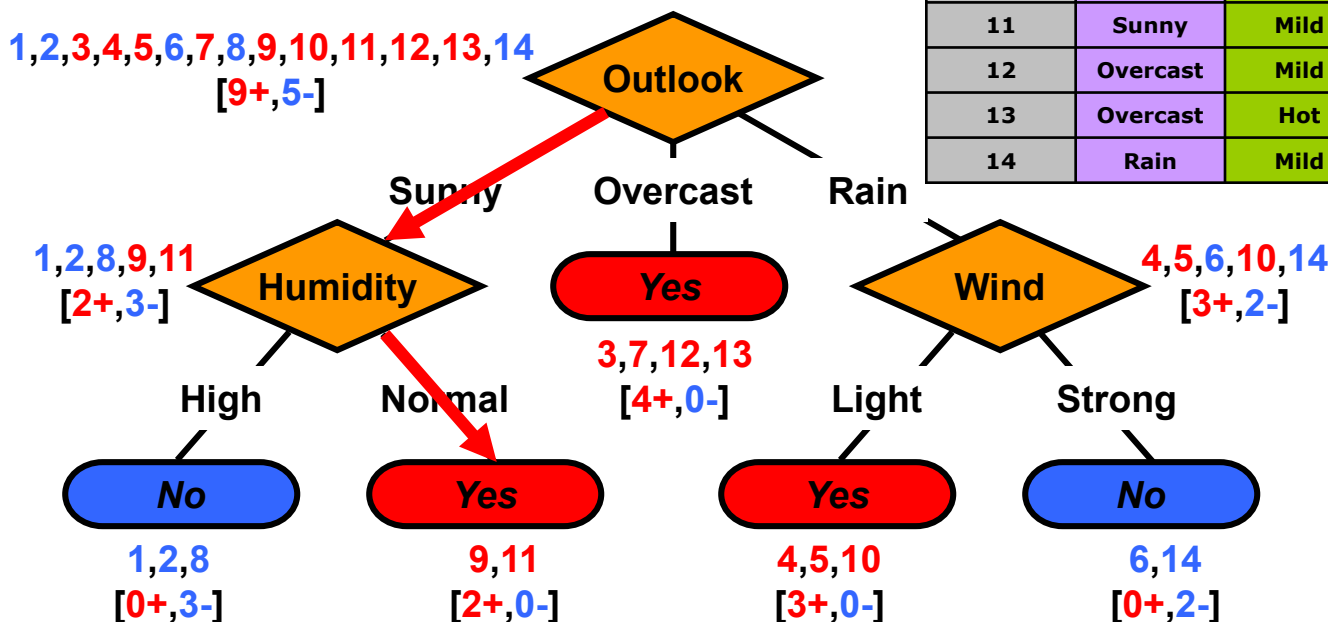 11 Sunny Mild
12 Overcast Mild
13 Overcast Hot
14 Rain Mild
1,2,3,4,5,6,7,8,9,10,11,12,13,14
[9+,5-]
Outlook
Sunny Overcast Rain
1,2,8,9,11
[2+,3-]
Humidity
Yes
Wind
4,5,6,10,14
[3+,2-]
3,7,12,13
[4+,0-]
High Normal Light Strong
No Yes Yes No
1,2,8 9,11 4,5,10 6,14
[0+,3-] [2+,0-] [3+,0-] [0+,2-]